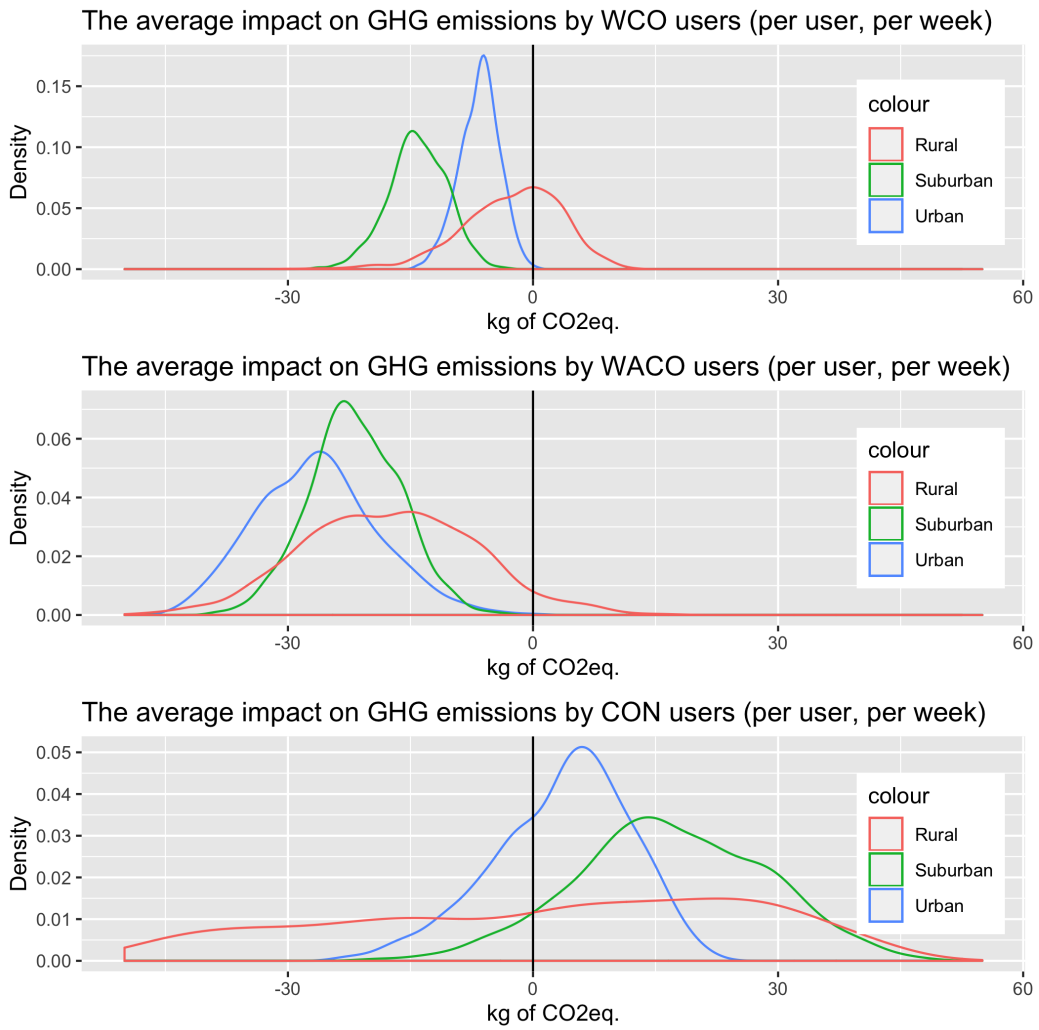 The average impact on GHG emissions by WCO users (per user, per week)
0.15
0.10
0.05
0.00
Density
colour
Rural
Suburban
Urban
-30 0 30 60
kg of CO2eq.
The average impact on GHG emissions by WACO users (per user, per week)
0.06
0.04
0.02
0.00
Density
colour
Rural
Suburban
Urban
-30 0 30 60
kg of CO2eq.
The average impact on GHG emissions by CON users (per user, per week)
0.05
0.04
0.03
0.02
0.01
0.00
Density
colour
Rural
Suburban
Urban
-30 0 30 60
kg of CO2eq.